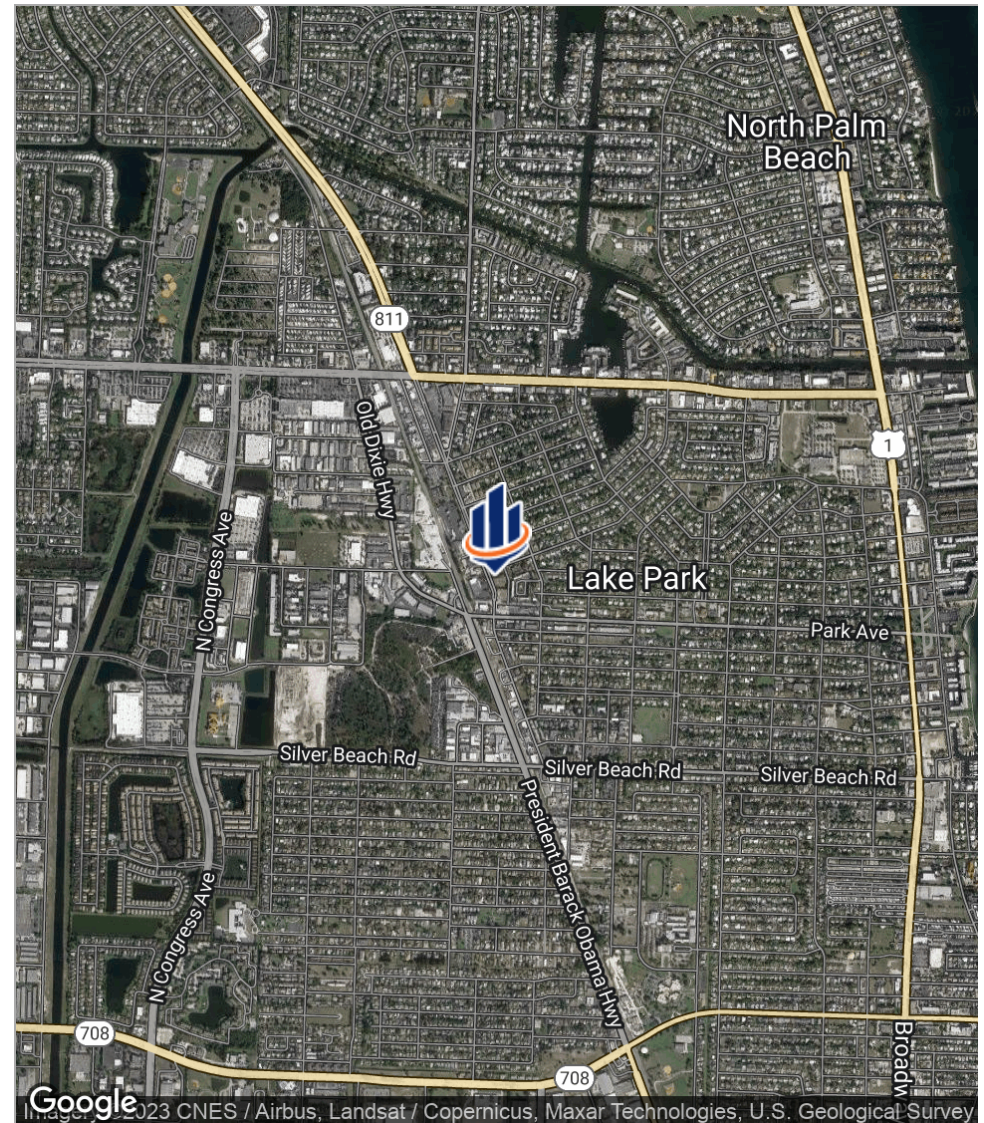 North Palm
Beach
811
Old Dixie Hwy
1
N Congress Ave
Lake Park
Park Ave
Silver Beach Rd
Silver Beach Rd
Silver Beach Rd
President Barack Obama Hwy
N Congress Ave
708
708
Broadw
Google
Imagery ©2023 CNES / Airbus, Landsat / Copernicus, Maxar Technologies, U.S. Geological Survey